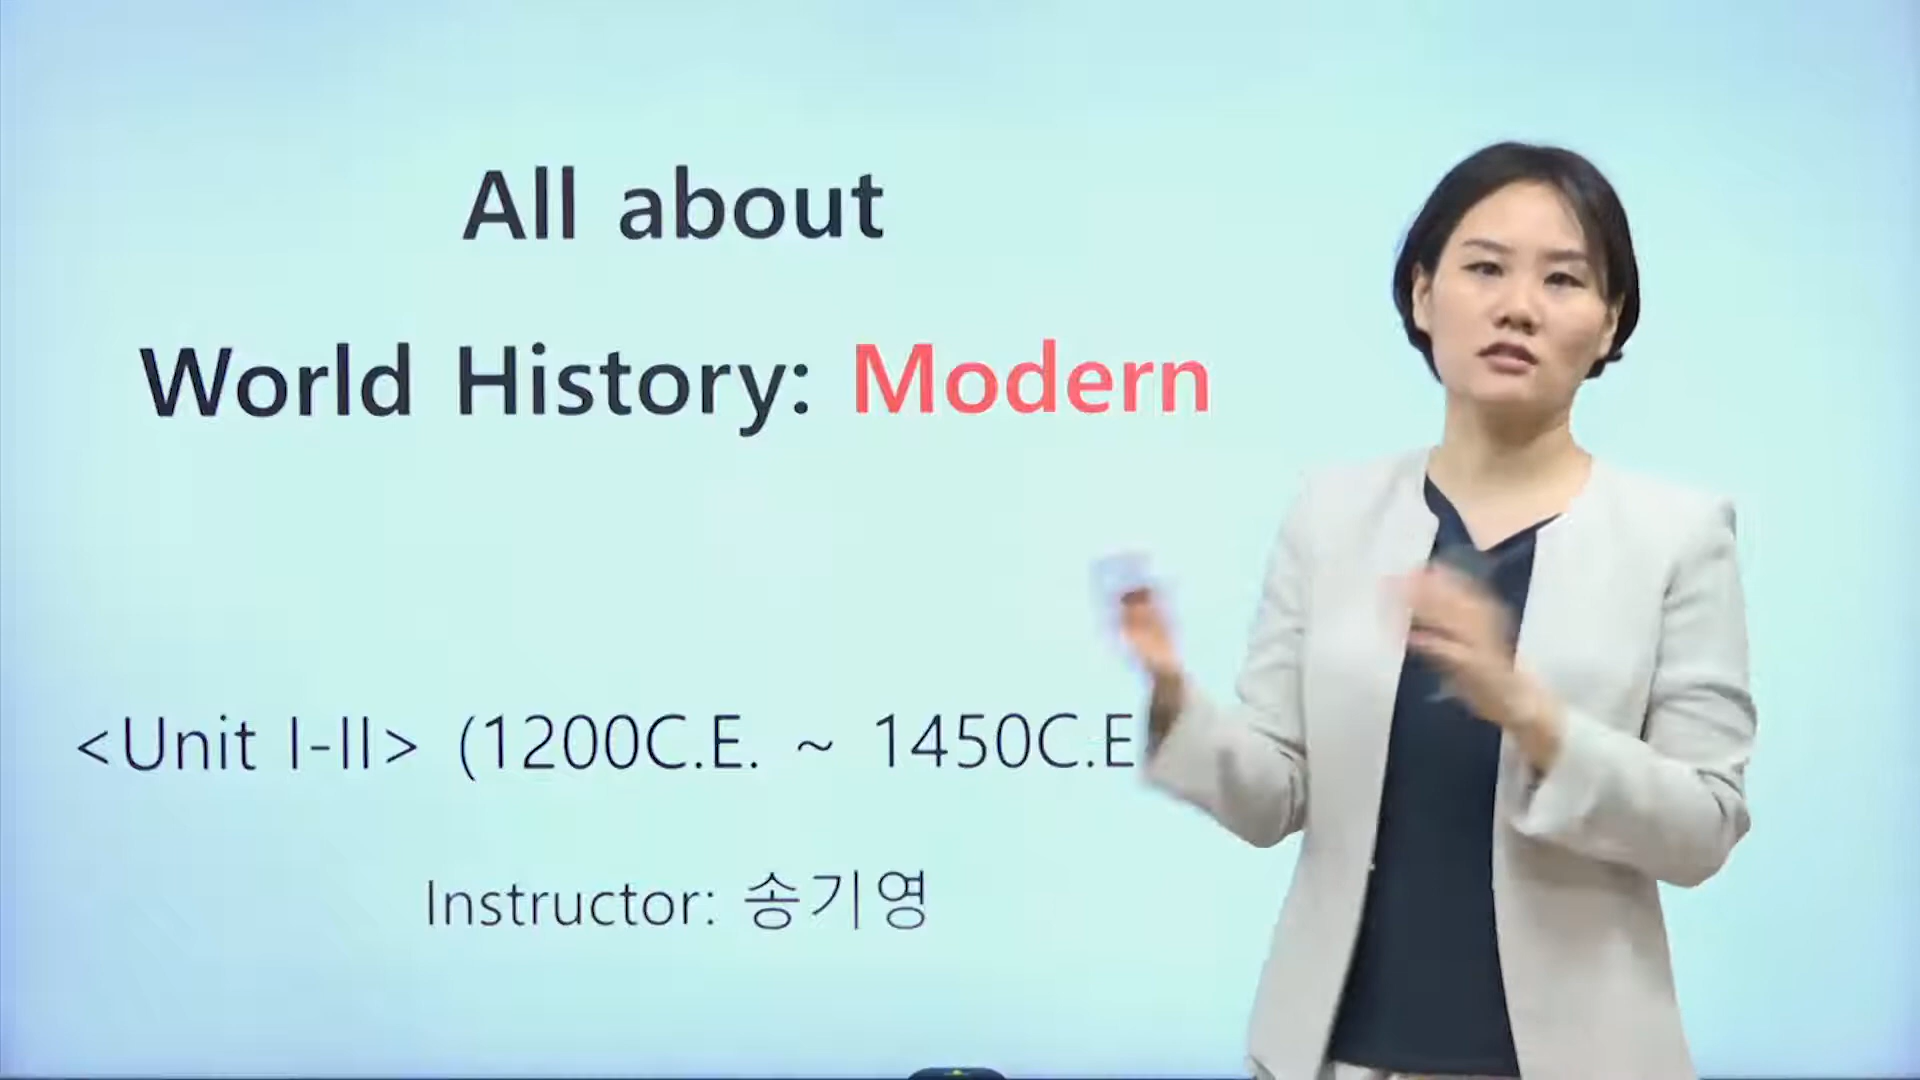 All about
World History: Modern
<Unit I-II> (1200C.E. ~ 1450C.E
Instructor: 송기영